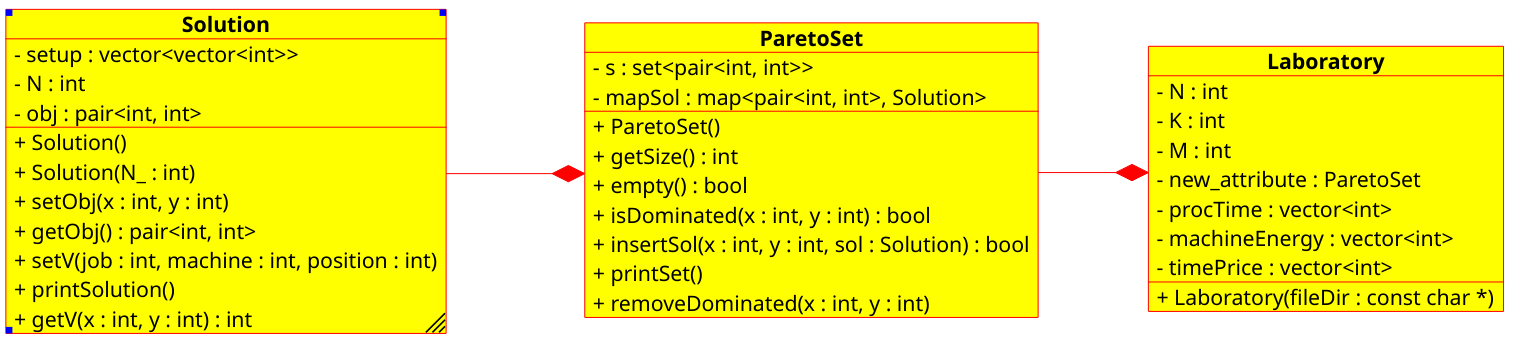 Solution
- setup : vector<vector<int>>
- N : int
- obj : pair<int, int>
+ Solution()
+ Solution(N_ : int)
+ setObj(x : int, y : int)
+ getObj() : pair<int, int>
+ setV(job : int, machine : int, position : int)
+ printSolution()
+ getV(x : int, y : int) : int
ParetoSet
- s : set<pair<int, int>>
- mapSol : map<pair<int, int>, Solution>
+ ParetoSet()
+ getSize() : int
+ empty() : bool
+ isDominated(x : int, y : int) : bool
+ insertSol(x : int, y : int, sol : Solution) : bool
+ printSet()
+ removeDominated(x : int, y : int)
Laboratory
- N : int
- K : int
- M : int
- new_attribute : ParetoSet
- procTime : vector<int>
- machineEnergy : vector<int>
- timePrice : vector<int>
+ Laboratory(fileDir : const char *)